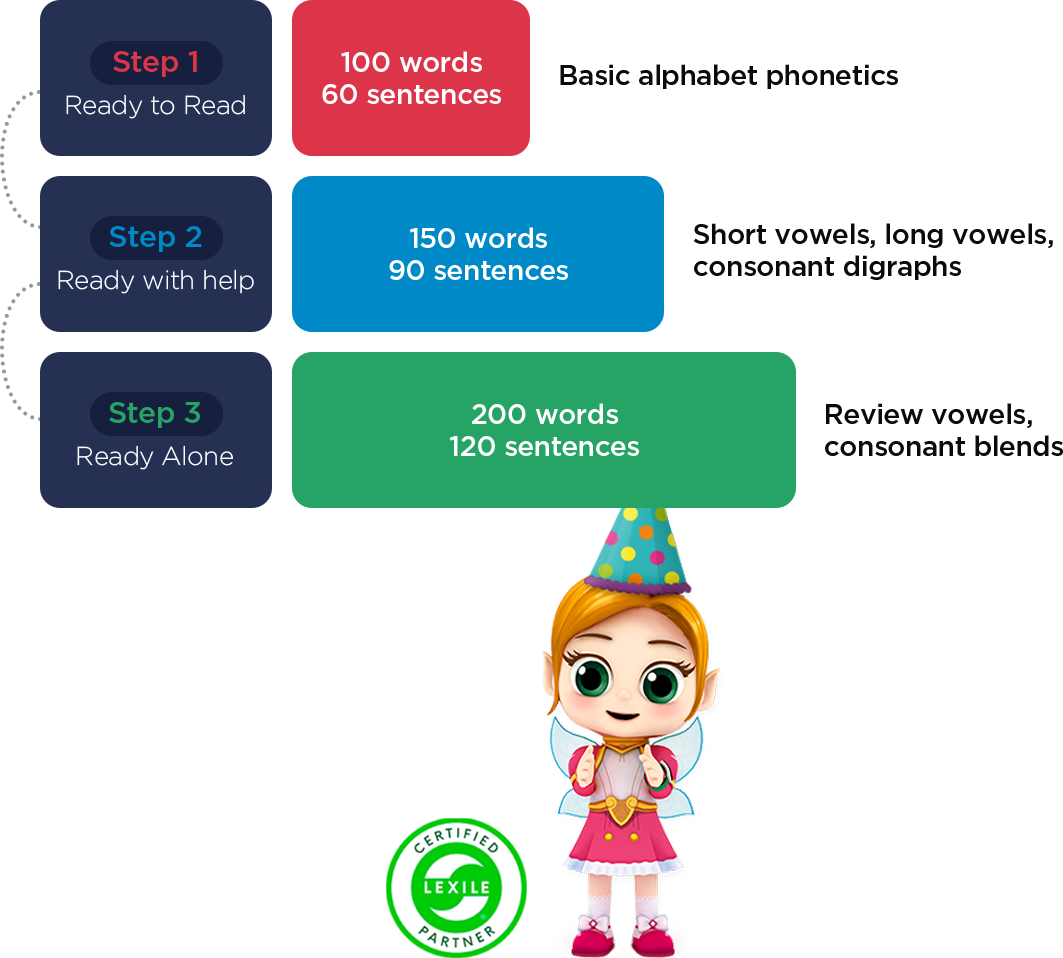 Step 1
Ready to Read
100 words
60 sentences
Basic alphabet phonetics
Step 2
Ready with help
150 words
90 sentences
Short vowels, long vowels,
consonant digraphs
Step 3
Ready Alone
200 words
120 sentences
Review vowels,
consonant blends
CERTIFIED
LEXILE
®
PARTNER